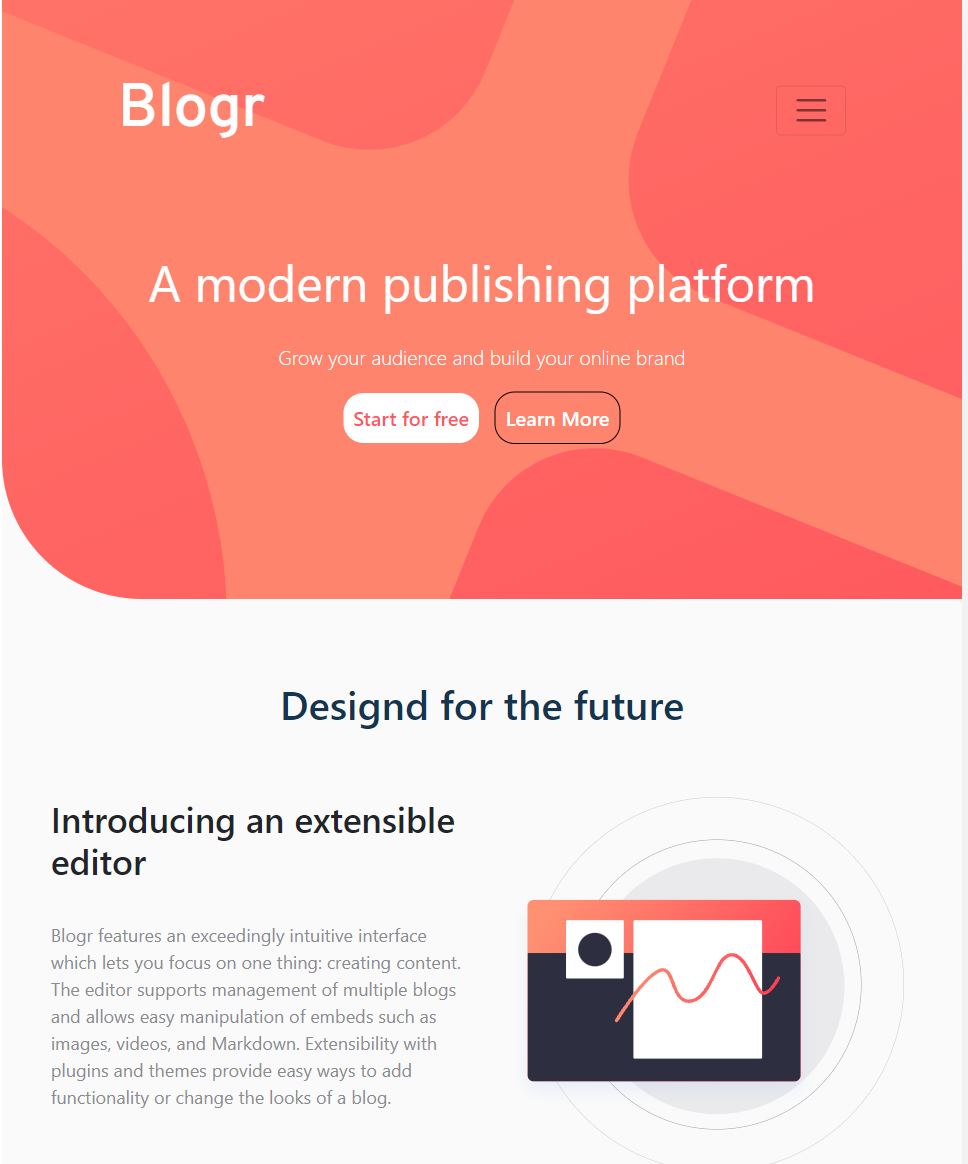 Blogr
A modern publishing platform
Grow your audience and build your online brand
Start for free
Learn More
Designd for the future
Introducing an extensible
editor
Blogr features an exceedingly intuitive interface
which lets you focus on one thing: creating content.
The editor supports management of multiple blogs
and allows easy manipulation of embeds such as
images, videos, and Markdown. Extensibility with
plugins and themes provide easy ways to add
functionality or change the looks of a blog.